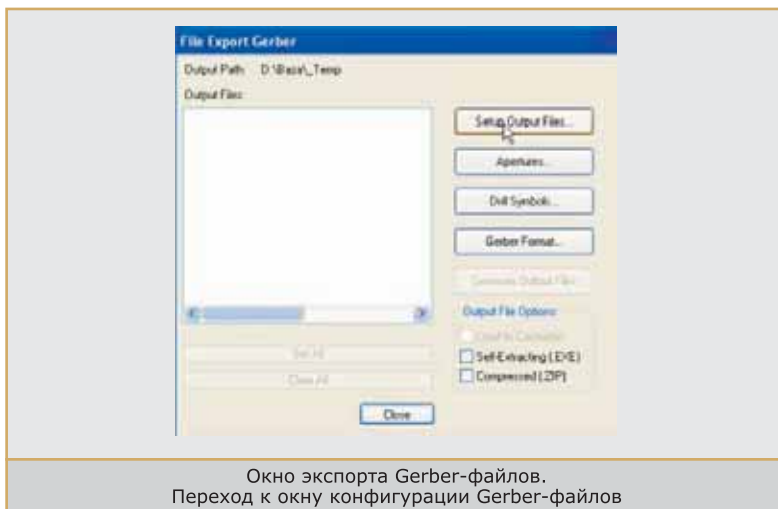 File Export Gerber
Output Path: D:\Baza\_Temp
Output Files:
Setup Output Files...
Apertures...
Drill Symbols...
Gerber Format...
Generate Output Files
Output File Options:
Self-Extracting (.EXE)
Compressed (.ZIP)
Set All
Clear All
Close
Окно экспорта Gerber-файлов.
Переход к окну конфигурации Gerber-файлов